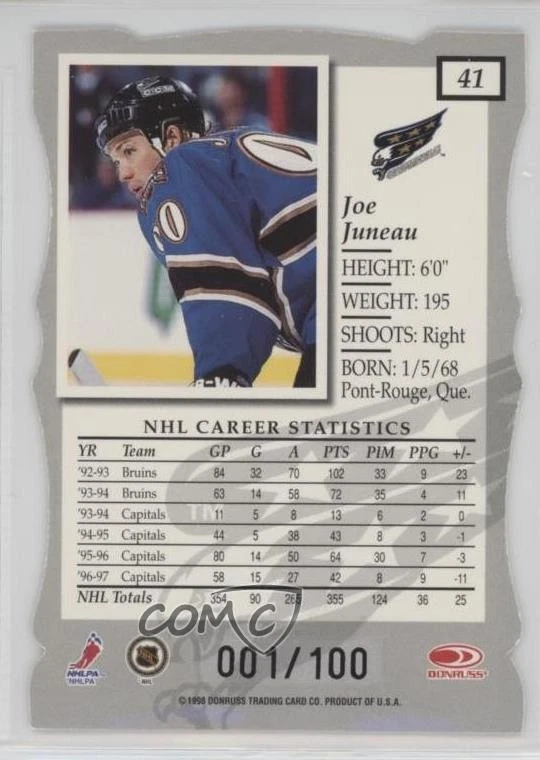 41
Joe
Juneau
HEIGHT: 6'0"
WEIGHT: 195
SHOOTS: Right
BORN: 1/5/68
Pont-Rouge, Que.
NHL CAREER STATISTICS
YR Team GP G A PTS PIM PPG +/-
'92-93 Bruins 84 32 70 102 33 9 23
'93-94 Bruins 63 14 58 72 35 4 11
'93-94 Capitals 11 5 8 13 6 2 0
'94-95 Capitals 44 5 38 43 8 3 -1
'95-96 Capitals 80 14 50 64 30 7 -3
'96-97 Capitals 58 15 27 42 8 9 -11
NHL Totals 354 90 265 355 124 36 25
TM
COMC
001/100
NHLPA
NHLPA
NHL
DONRUSS
©1998 DONRUSS TRADING CARD CO. PRODUCT OF U.S.A.